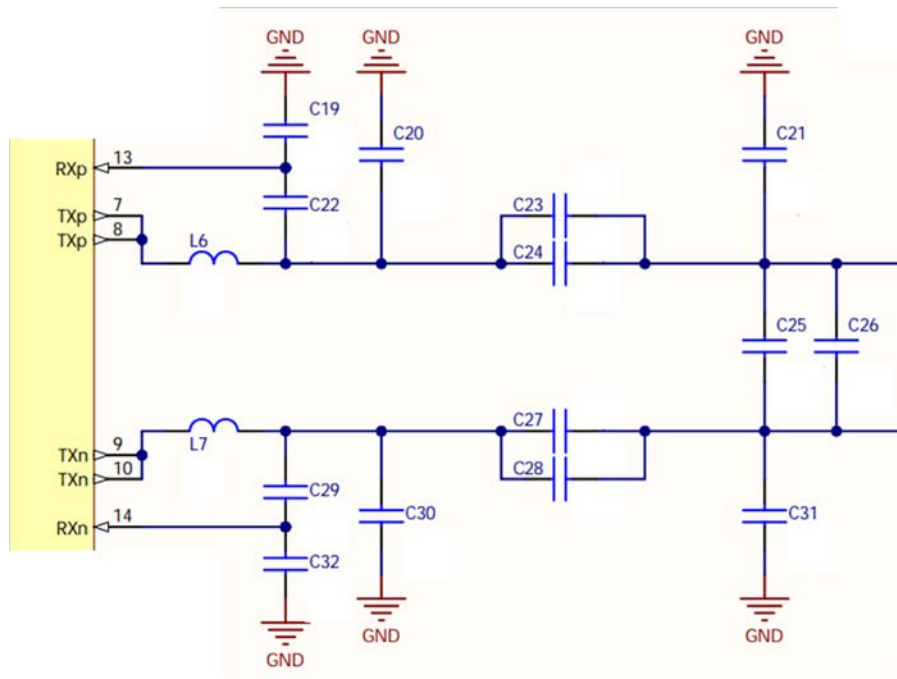 GND GND GND
C19
C20 C21
RXp 13
C22 C23
TXp 7
TXp 8
L6 C24
C25 C26
C27
L7
TXn 9
TXn 10
C28
C29
C30 C31
RXn 14
C32
GND GND
GND